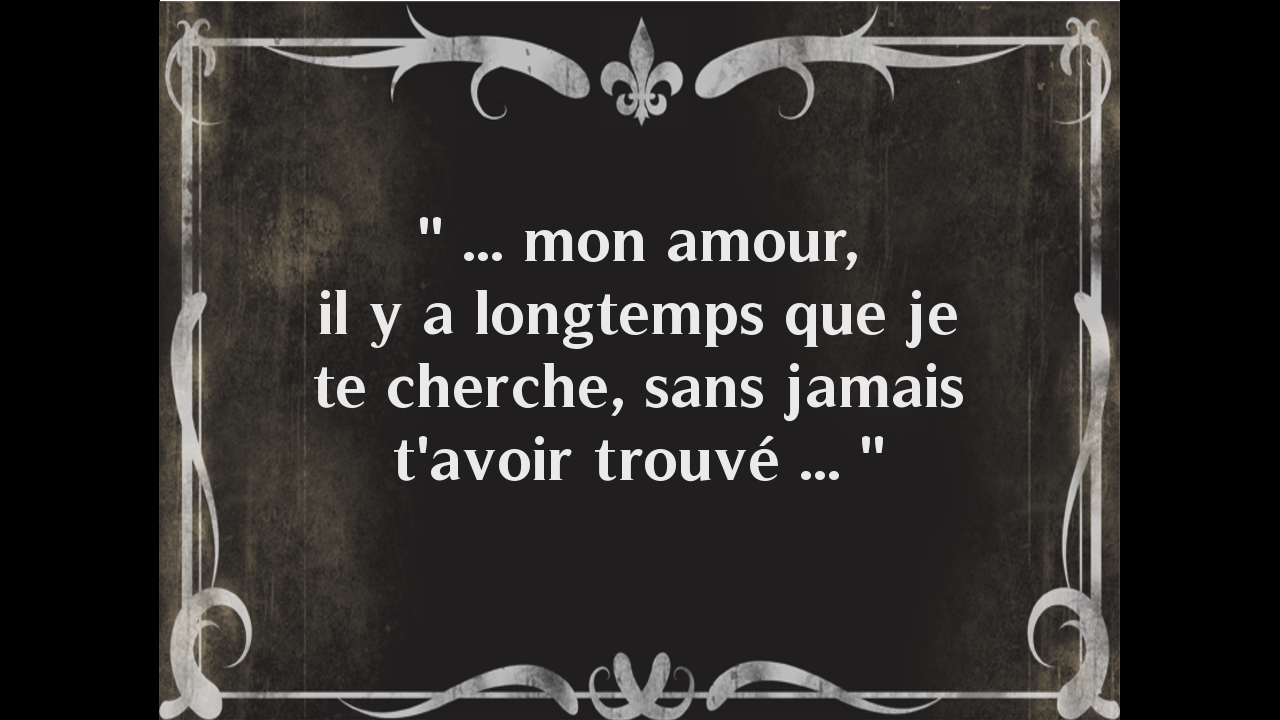 " ... mon amour,
il y a longtemps que je
te cherche, sans jamais
t'avoir trouvé ... "